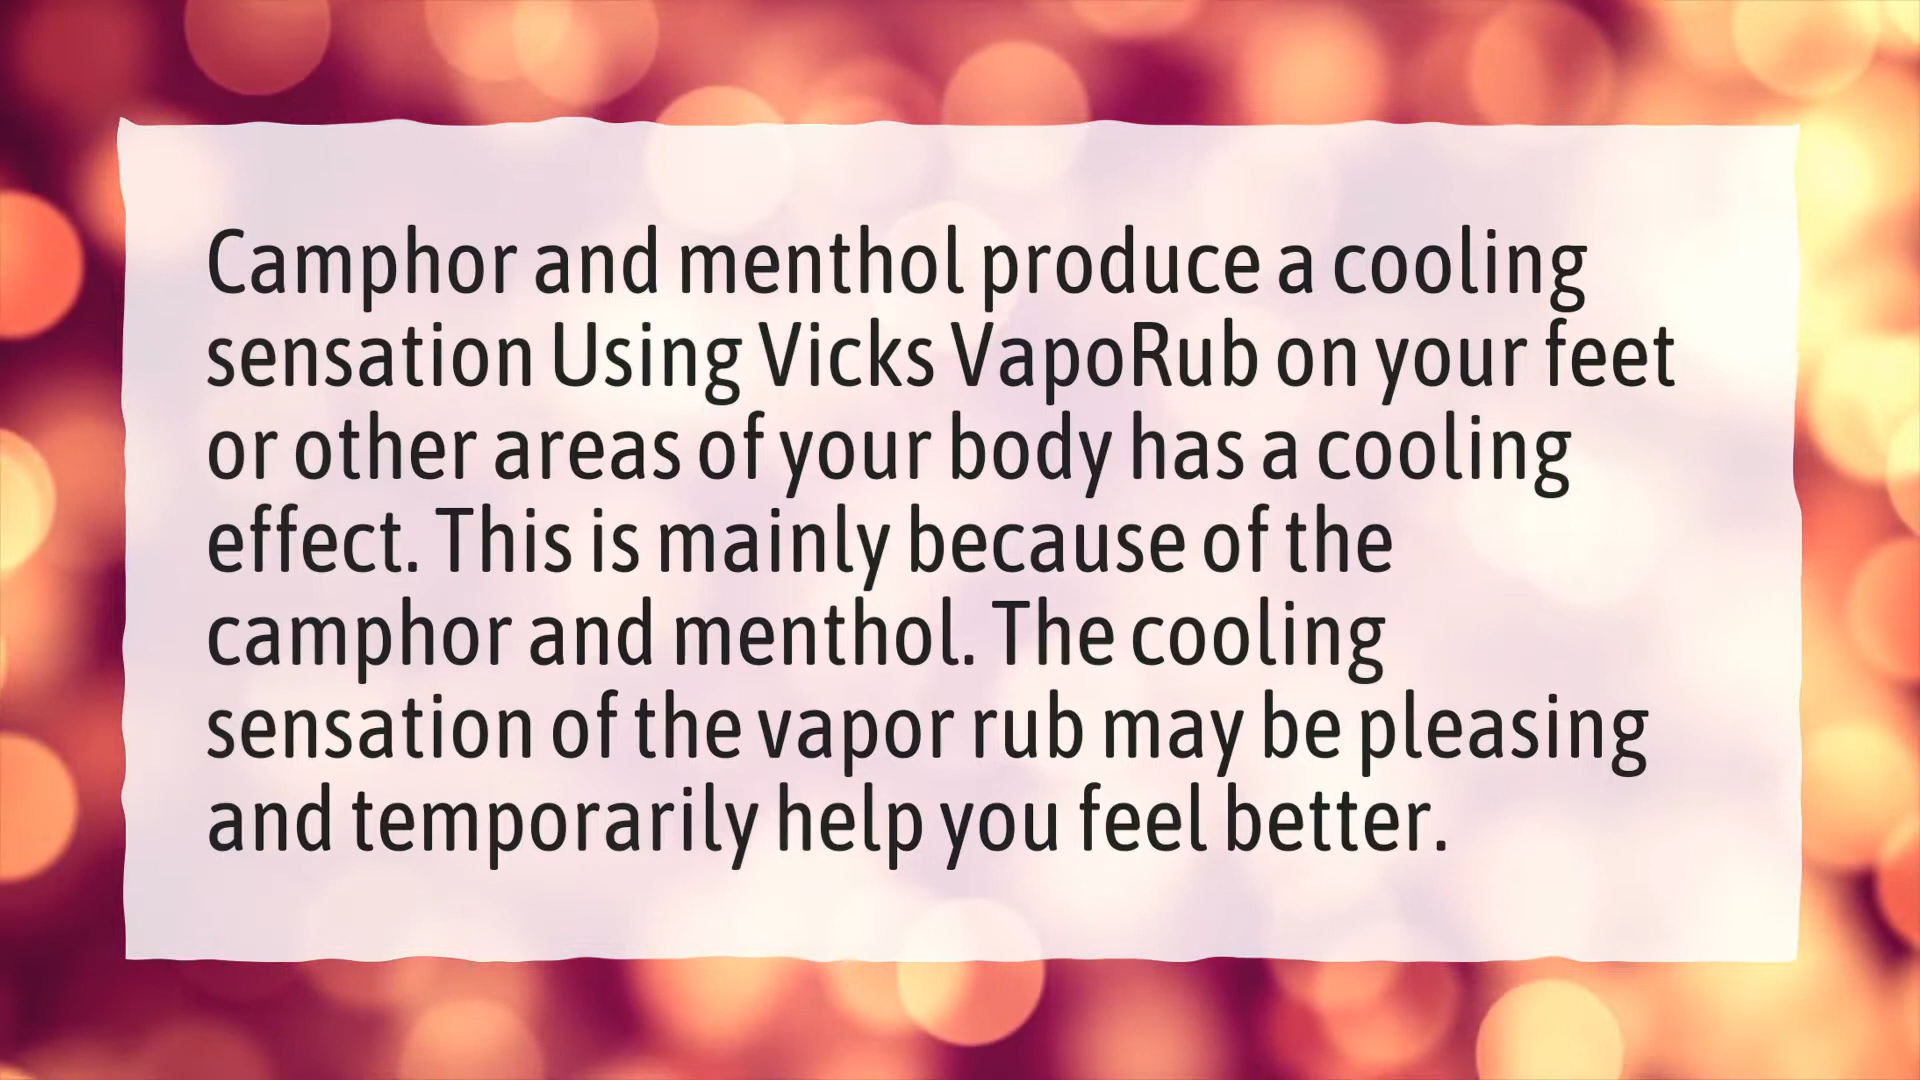 Camphor and menthol produce a cooling
sensation Using Vicks VapoRub on your feet
or other areas of your body has a cooling
effect. This is mainly because of the
camphor and menthol. The cooling
sensation of the vapor rub may be pleasing
and temporarily help you feel better.